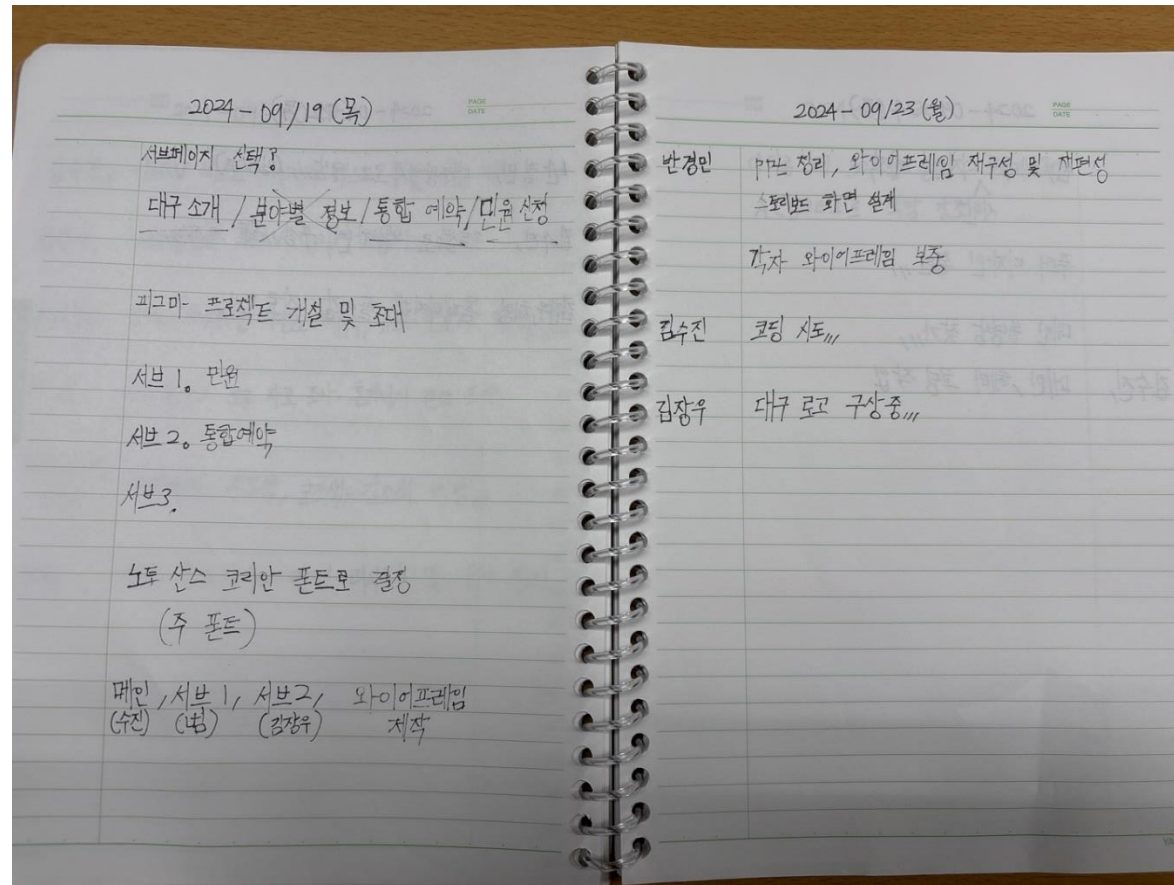 2024-09/19 (목)
PAGE
DATE
서브페이지 선택?
대구 소개 / 분야별 정보 / 통합 예약 / 민원 신청
피그마- 프로젝트 개설 및 초대
서브 1. 민원
서브 2. 통합예약
서브3.
노투 산스 코리안 폰트로 결정
(주 폰트)
메인, 서브 1, 서브2, 와이어프레임
(수진) (김장우) 제작
2024-09/23 (월)
PAGE
DATE
반경민 정리, 와이어프레임 재구성 및 재편성
스토리보드 화면 설계
각자 와이어프레임 보충
김수진 코딩 시도,,,
김장우 대구 로고 구상중,,,